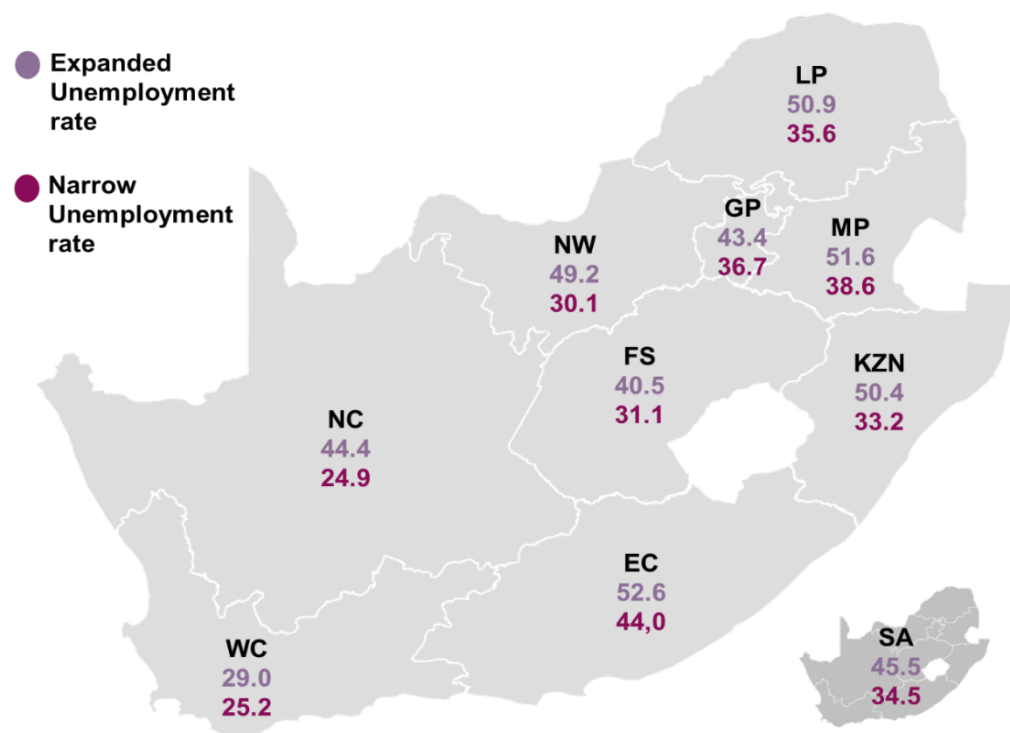 Expanded
Unemployment
rate
Narrow
Unemployment
rate
LP
50.9
35.6
GP
43.4
36.7
MP
51.6
38.6
NW
49.2
30.1
FS
40.5
31.1
KZN
50.4
33.2
NC
44.4
24.9
EC
52.6
44,0
WC
29.0
25.2
SA
45.5
34.5